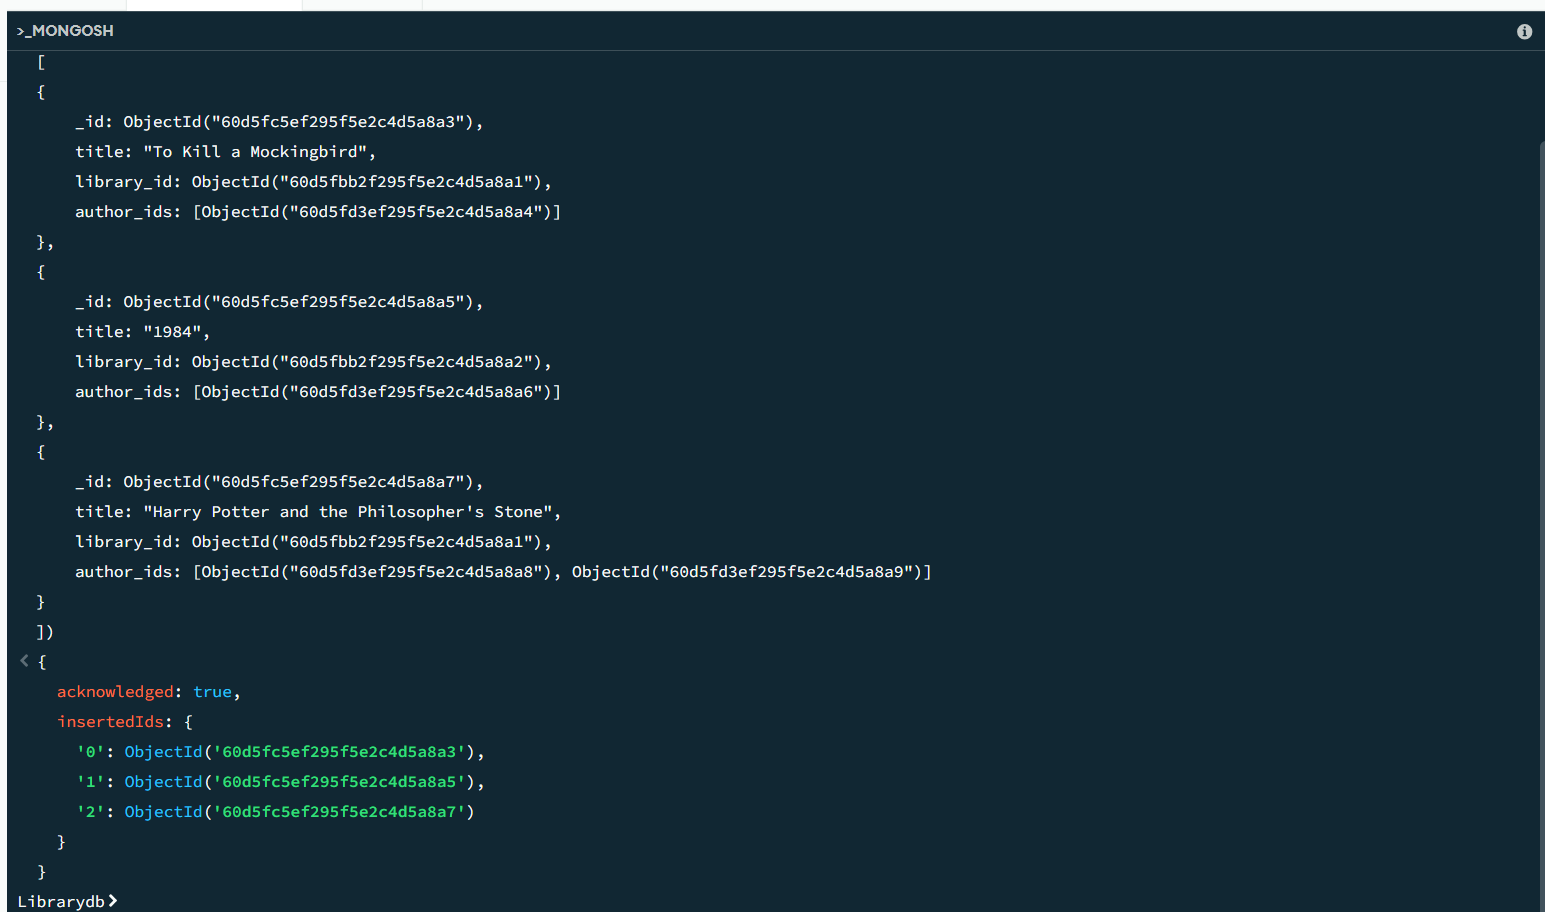 >_MONGOSH
[
{
_id: ObjectId("60d5fc5ef295f5e2c4d5a8a3"),
title: "To Kill a Mockingbird",
library_id: ObjectId("60d5fbb2f295f5e2c4d5a8a1"),
author_ids: [ObjectId("60d5fd3ef295f5e2c4d5a8a4")]
},
{
_id: ObjectId("60d5fc5ef295f5e2c4d5a8a5"),
title: "1984",
library_id: ObjectId("60d5fbb2f295f5e2c4d5a8a2"),
author_ids: [ObjectId("60d5fd3ef295f5e2c4d5a8a6")]
},
{
_id: ObjectId("60d5fc5ef295f5e2c4d5a8a7"),
title: "Harry Potter and the Philosopher's Stone",
library_id: ObjectId("60d5fbb2f295f5e2c4d5a8a1"),
author_ids: [ObjectId("60d5fd3ef295f5e2c4d5a8a8"), ObjectId("60d5fd3ef295f5e2c4d5a8a9")]
}
])
< {
acknowledged: true,
insertedIds: {
'0': ObjectId('60d5fc5ef295f5e2c4d5a8a3'),
'1': ObjectId('60d5fc5ef295f5e2c4d5a8a5'),
'2': ObjectId('60d5fc5ef295f5e2c4d5a8a7')
}
}
Librarydb>